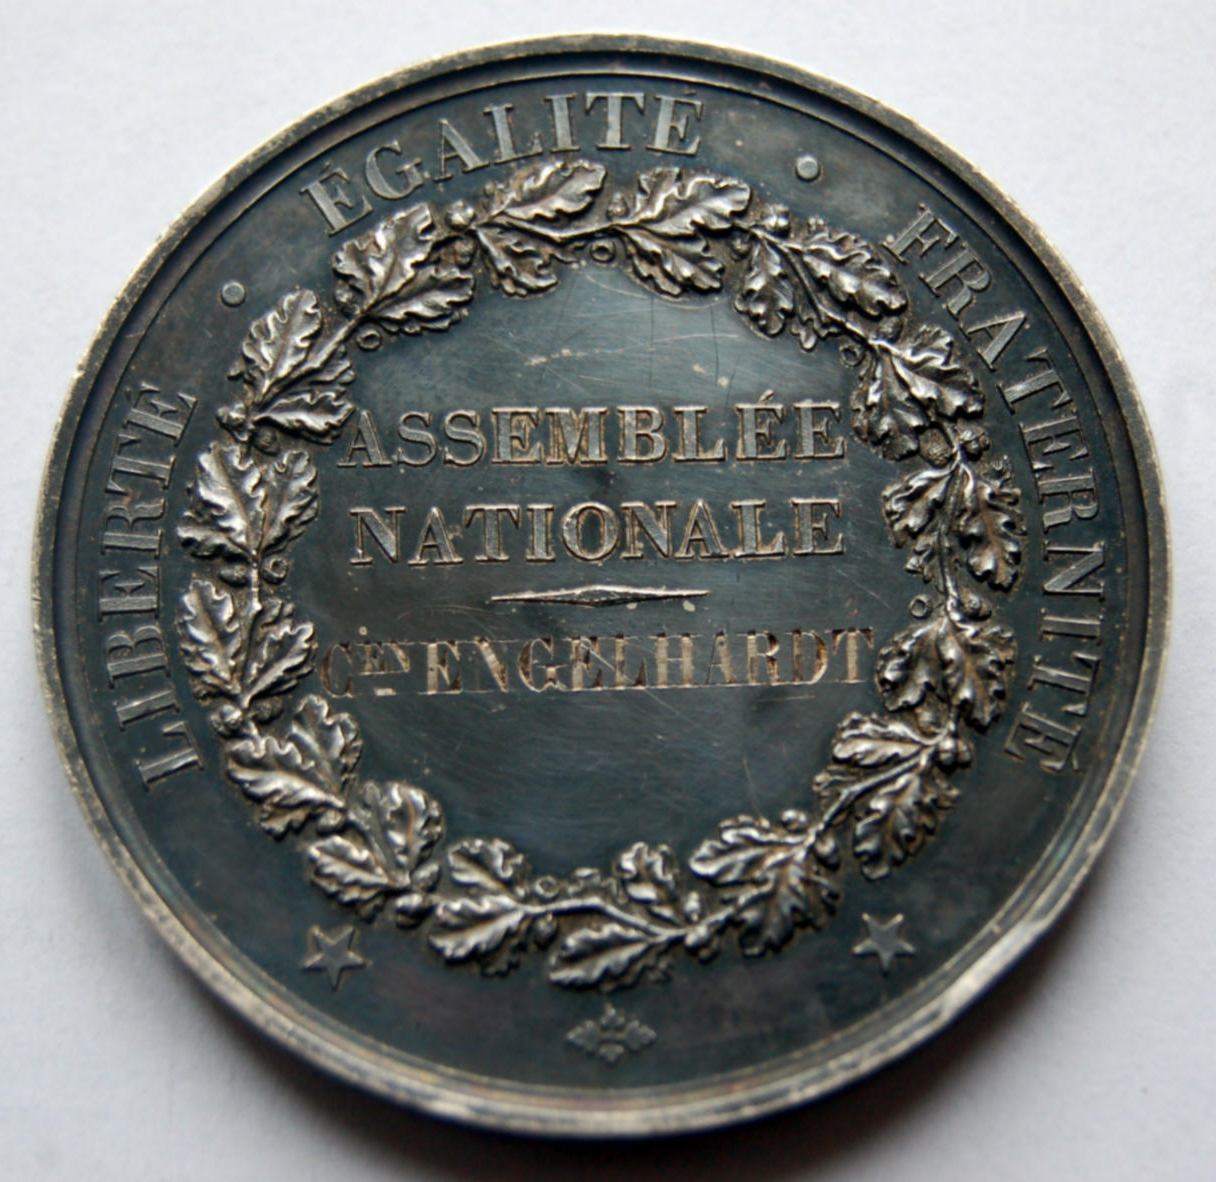 LIBERTÉ • ÉGALITÉ • FRATERNITÉ
ASSEMBLÉE
NATIONALE
CEN ENGELHARDT